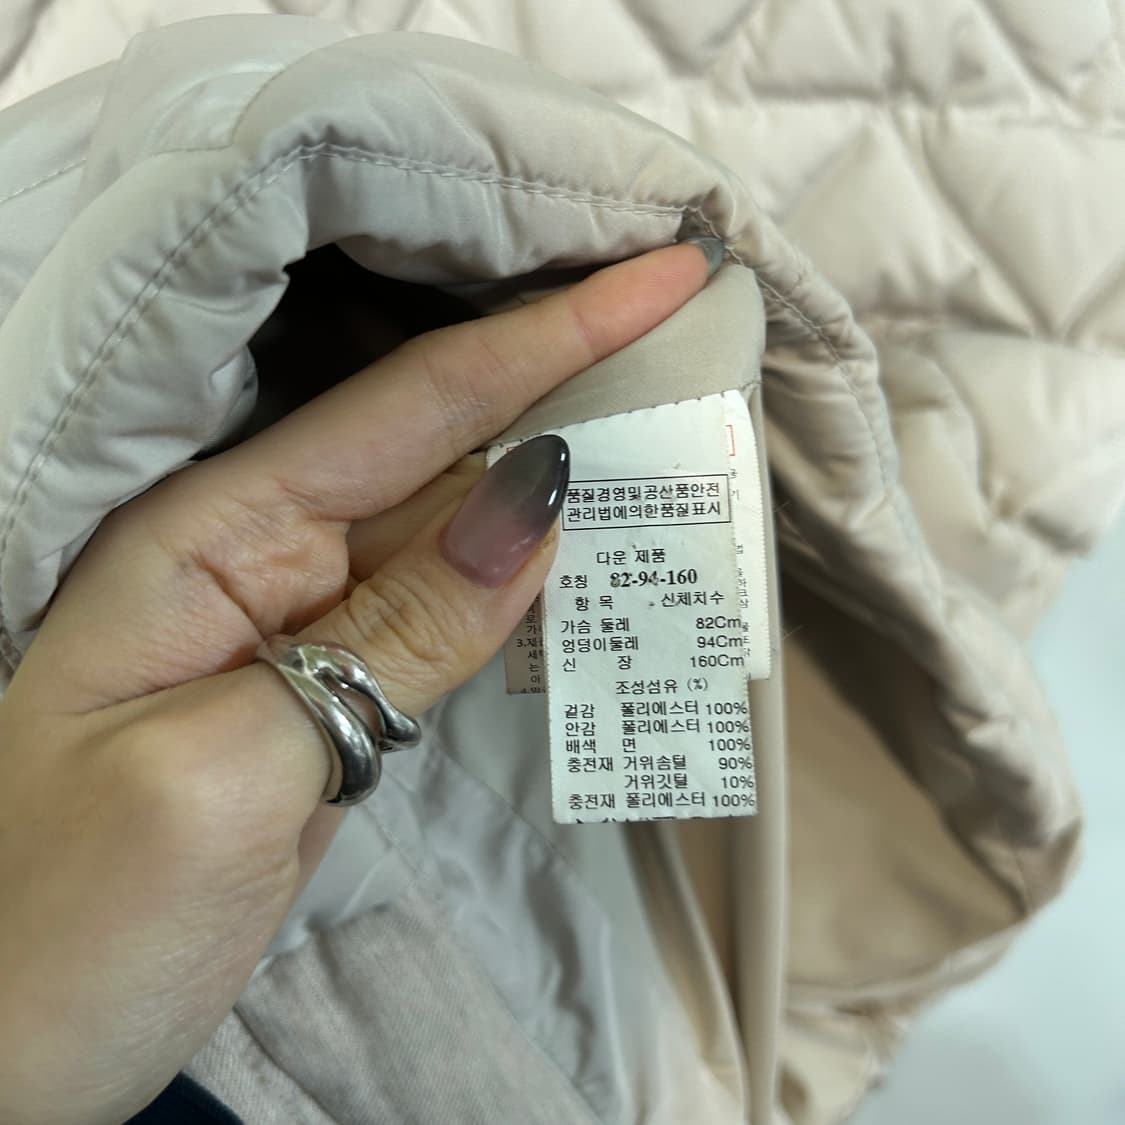 품질경영및공산품안전
관리법에의한품질표시
다운 제품
호칭 82-94-160
항 목 신체치수
가슴 둘레 82Cm
엉덩이둘레 94Cm
신 장 160Cm
조성섬유 (%)
겉감 폴리에스터 100%
안감 폴리에스터 100%
배색 면 100%
충전재 거위솜털 90%
거위깃털 10%
충전재 폴리에스터 100%